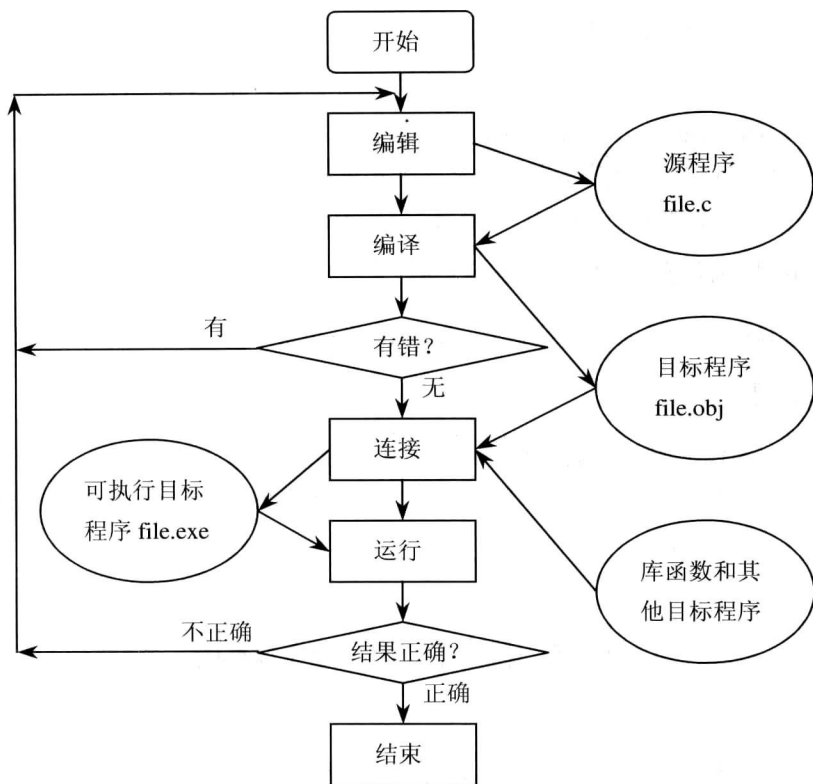 开始
编辑
源程序
file.c
编译
有
有错？
目标程序
file.obj
无
连接
可执行目标
程序 file.exe
运行
库函数和其
他目标程序
不正确
结果正确？
正确
结束